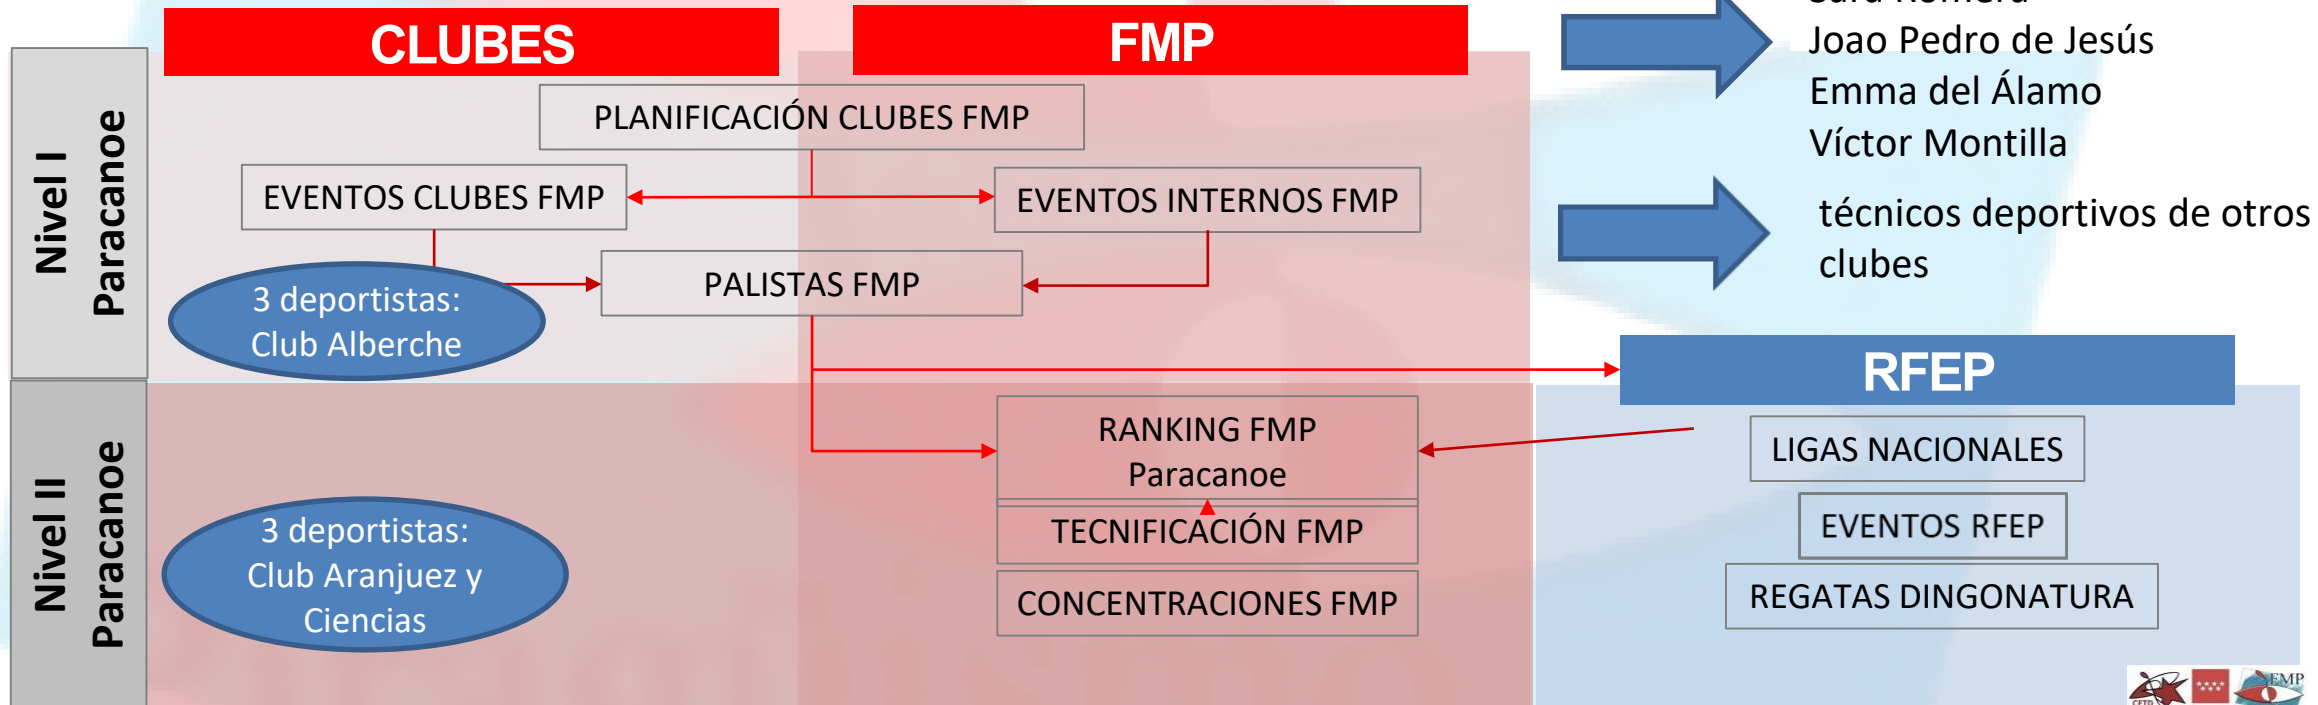 CLUBES
FMP
Joao Pedro de Jesús
Emma del Álamo
Víctor Montilla
técnicos deportivos de otros
clubes
Nivel I
Paracanoe
PLANIFICACIÓN CLUBES FMP
EVENTOS CLUBES FMP
EVENTOS INTERNOS FMP
PALISTAS FMP
3 deportistas:
Club Alberche
RFEP
Nivel II
Paracanoe
RANKING FMP
Paracanoe
TECNIFICACIÓN FMP
CONCENTRACIONES FMP
3 deportistas:
Club Aranjuez y
Ciencias
LIGAS NACIONALES
EVENTOS RFEP
REGATAS DINGONATURA
CETD
FMP